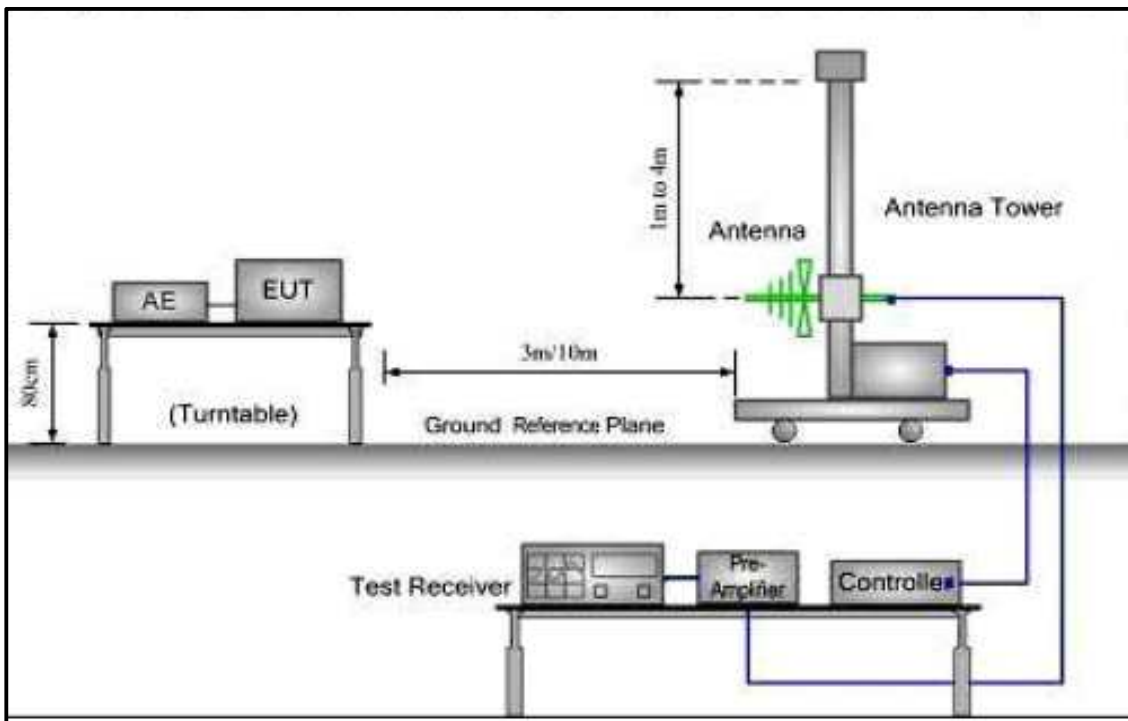 1m to 4m
Antenna Tower
Antenna
AE
EUT
80cm
3m/10m
(Turntable)
Ground Reference Plane
Test Receiver
Pre-
Amplifier
Controller